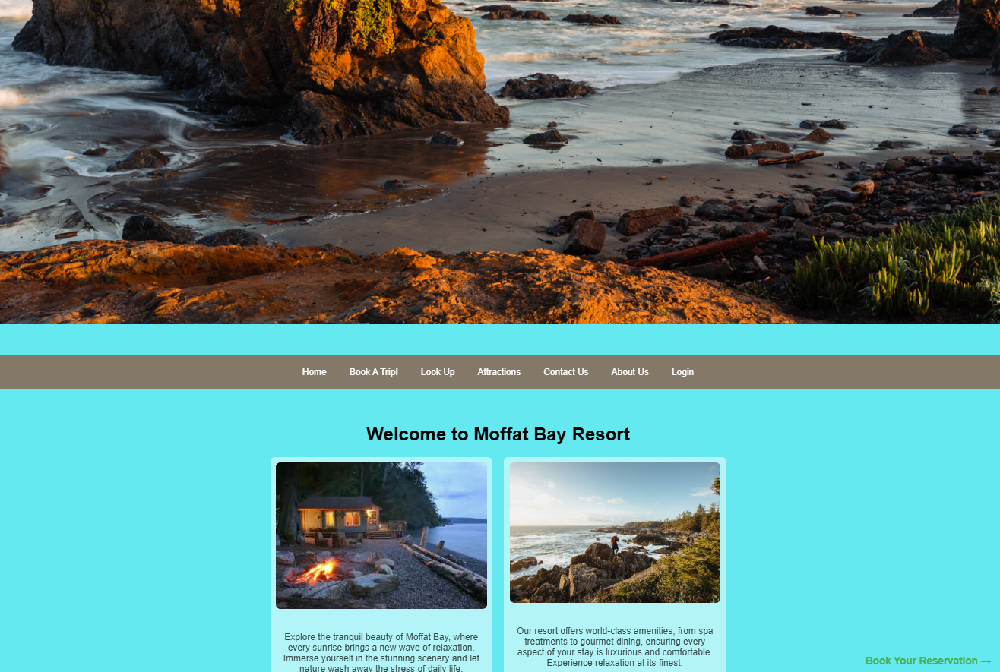 Home Book A Trip! Look Up Attractions Contact Us About Us Login
Welcome to Moffat Bay Resort
Explore the tranquil beauty of Moffat Bay, where
every sunrise brings a new wave of relaxation.
Immerse yourself in the stunning scenery and let
nature wash away the stress of daily life.
Our resort offers world-class amenities, from spa
treatments to gourmet dining, ensuring every
aspect of your stay is luxurious and comfortable.
Experience relaxation at its finest.
Book Your Reservation →